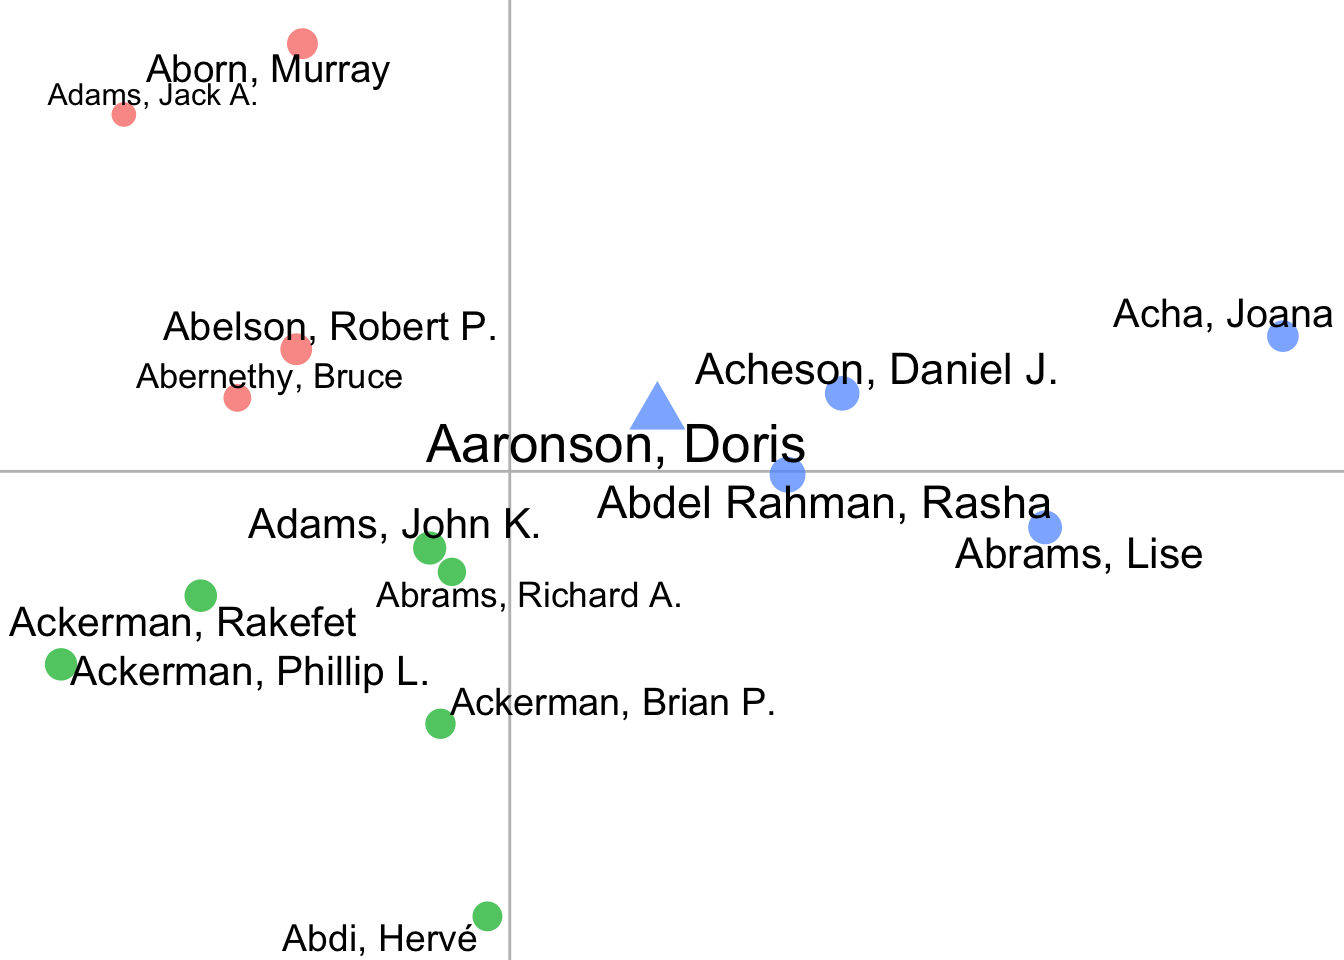 Aborn, Murray
Adams, Jack A.
Acha, Joana
Abelson, Robert P.
Acheson, Daniel J.
Abernethy, Bruce
Aaronson, Doris
Abdel Rahman, Rasha
Adams, John K.
Abrams, Lise
Abrams, Richard A.
Ackerman, Rakefet
Ackerman, Phillip L.
Ackerman, Brian P.
Abdi, Hervé